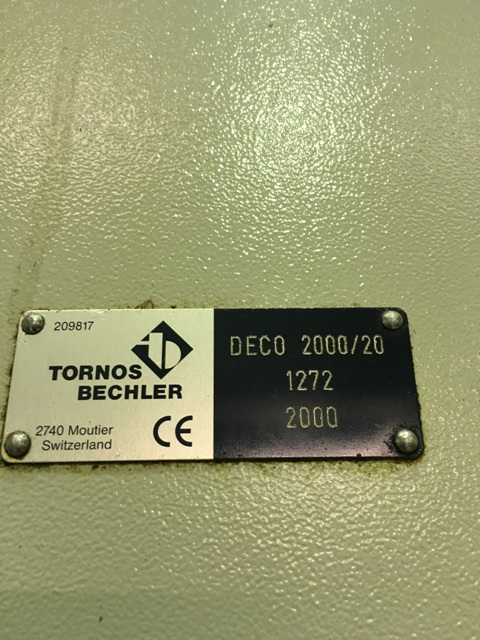 209817
TORNOS
BECHLER
2740 Moutier
Switzerland
CE
DECO 2000/20
1272
2000